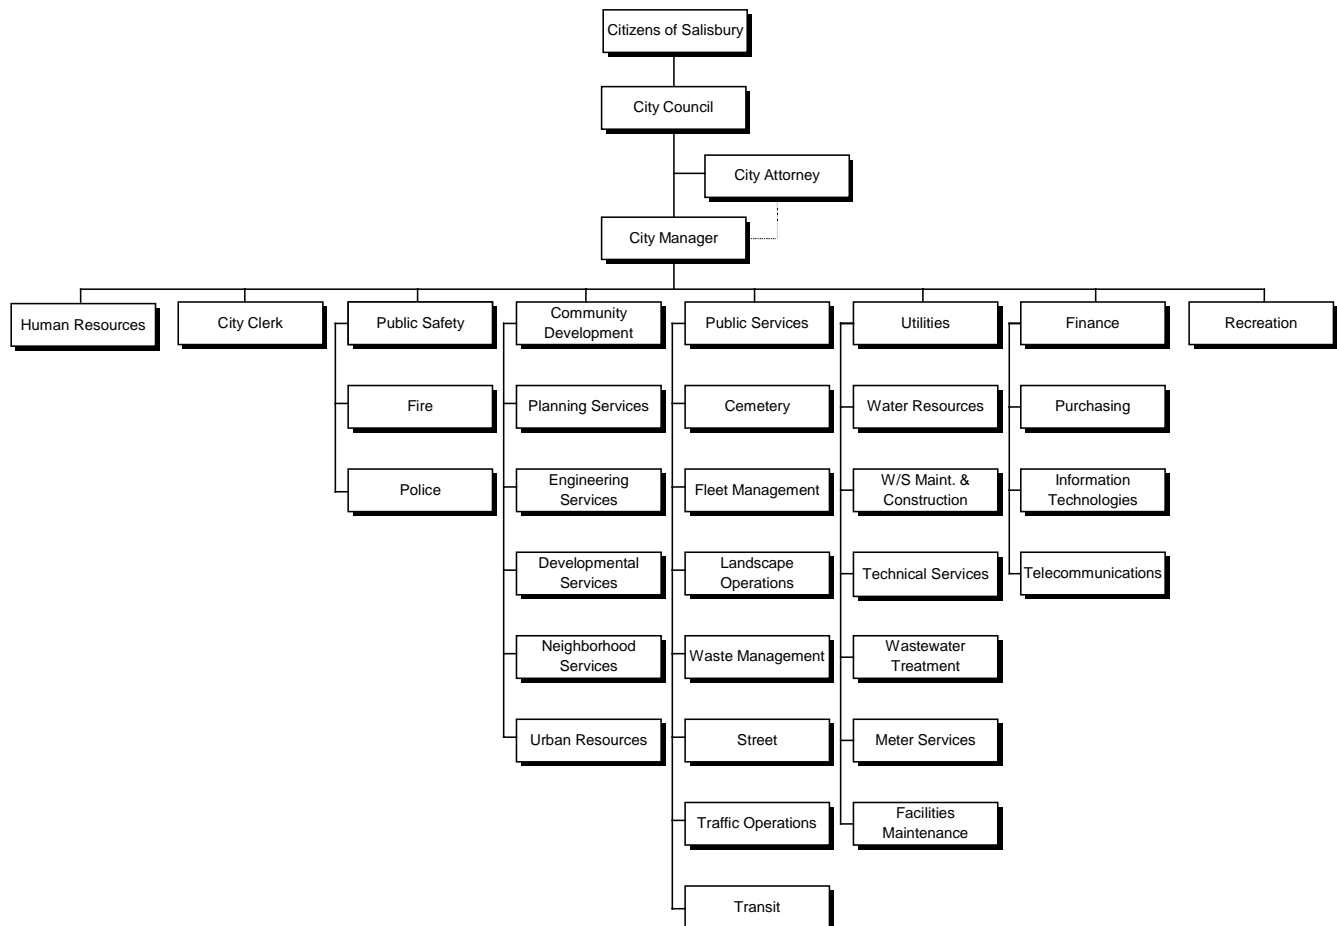 Citizens of Salisbury
City Council
City Attorney
City Manager
Human Resources
City Clerk
Public Safety
Community
Development
Public Services
Utilities
Finance
Recreation
Fire
Planning Services
Cemetery
Water Resources
Purchasing
Police
Engineering
Services
Fleet Management
W/S Maint. &
Construction
Information
Technologies
Developmental
Services
Landscape
Operations
Technical Services
Telecommunications
Neighborhood
Services
Waste Management
Wastewater
Treatment
Urban Resources
Street
Meter Services
Traffic Operations
Facilities
Maintenance
Transit